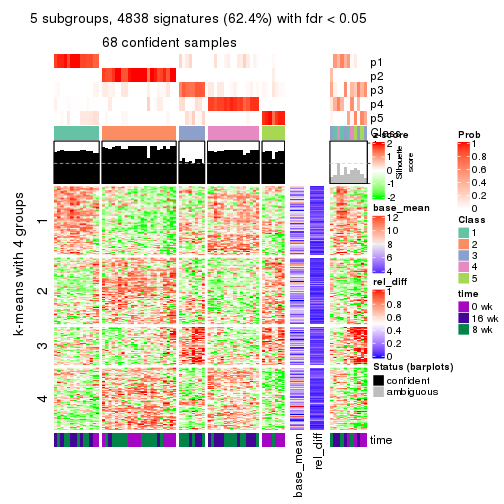 5 subgroups, 4838 signatures (62.4%) with fdr < 0.05
68 confident samples
p1
p2
p3
p4
p5
Class
Silhouette
score
k-means with 4 groups
1
2
3
4
time
base_mean
rel_diff
z-score
2
1
0
-1
-2
base_mean
12
10
8
6
4
rel_diff
1
0.8
0.6
0.4
0.2
0
Status (barplots)
confident
ambiguous
Prob
1
0.8
0.6
0.4
0.2
0
Class
1
2
3
4
5
time
0 wk
16 wk
8 wk